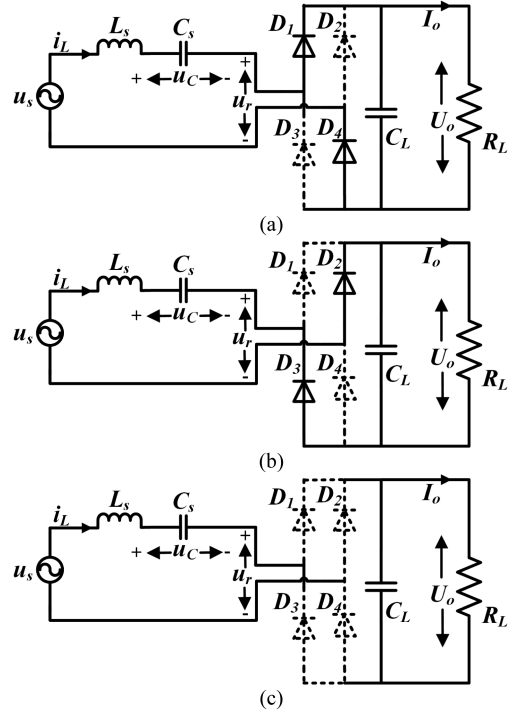 i_L L_s C_s D_1 D_2 I_o
+ u_C - + u_r -
u_s D_3 D_4 C_L U_o R_L
(a)
i_L L_s C_s D_1 D_2 I_o
+ u_C - + u_r -
u_s D_3 D_4 C_L U_o R_L
(b)
i_L L_s C_s D_1 D_2 I_o
+ u_C - + u_r -
u_s D_3 D_4 C_L U_o R_L
(c)